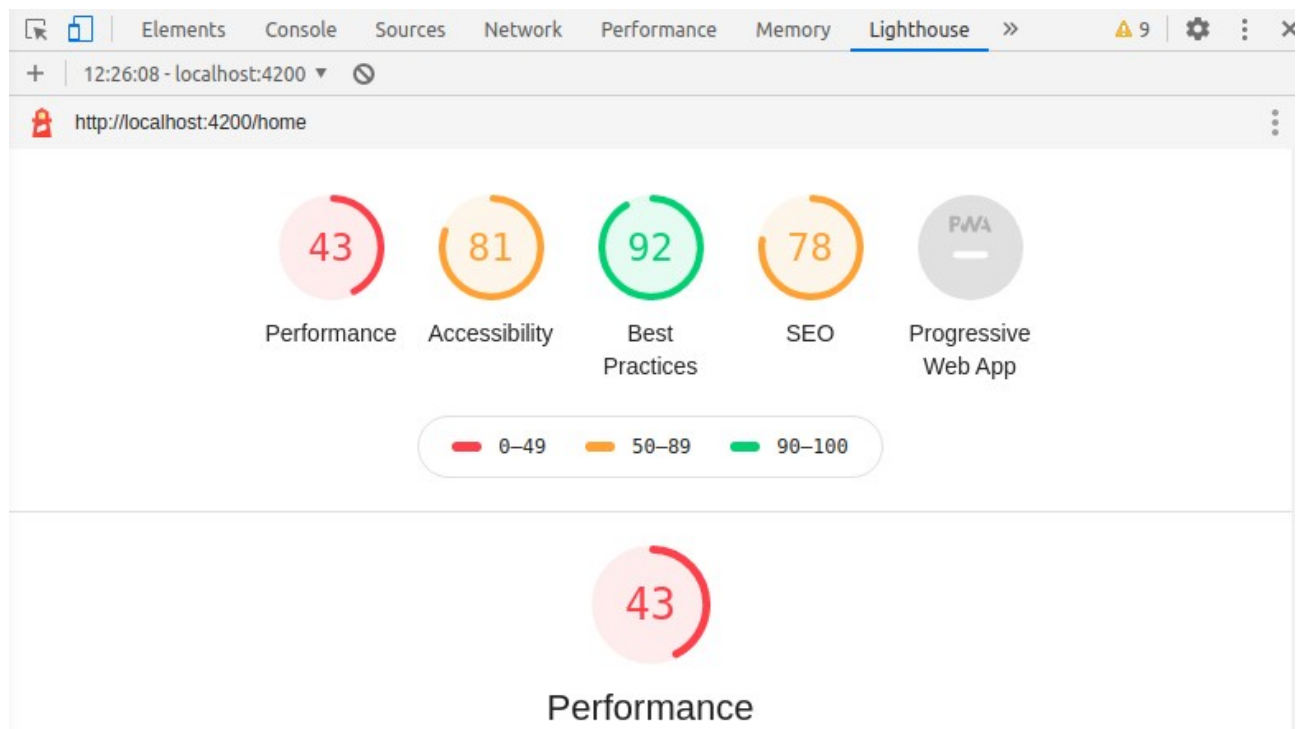 Elements Console Sources Network Performance Memory Lighthouse » 9
+ 12:26:08 - localhost:4200 ▼
http://localhost:4200/home
43 81 92 78 PWA
Performance Accessibility Best Practices SEO Progressive Web App
0–49 50–89 90–100
43
Performance